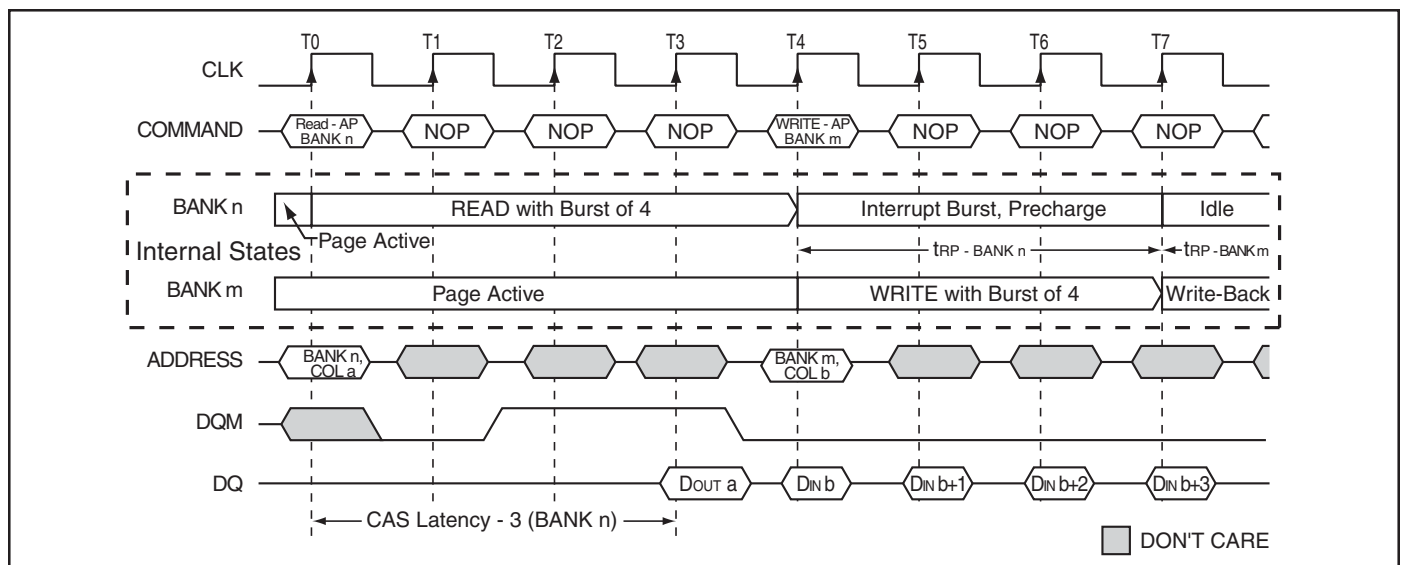 T0 T1 T2 T3 T4 T5 T6 T7
CLK
COMMAND Read - AP BANK n NOP NOP NOP WRITE - AP BANK m NOP NOP NOP
BANK n READ with Burst of 4 Interrupt Burst, Precharge Idle
Internal States Page Active tRP - BANK n tRP - BANK m
BANK m Page Active WRITE with Burst of 4 Write-Back
ADDRESS BANK n, COL a BANK m, COL b
DQM
DQ DOUT a DIN b DIN b+1 DIN b+2 DIN b+3
CAS Latency - 3 (BANK n)
DON'T CARE